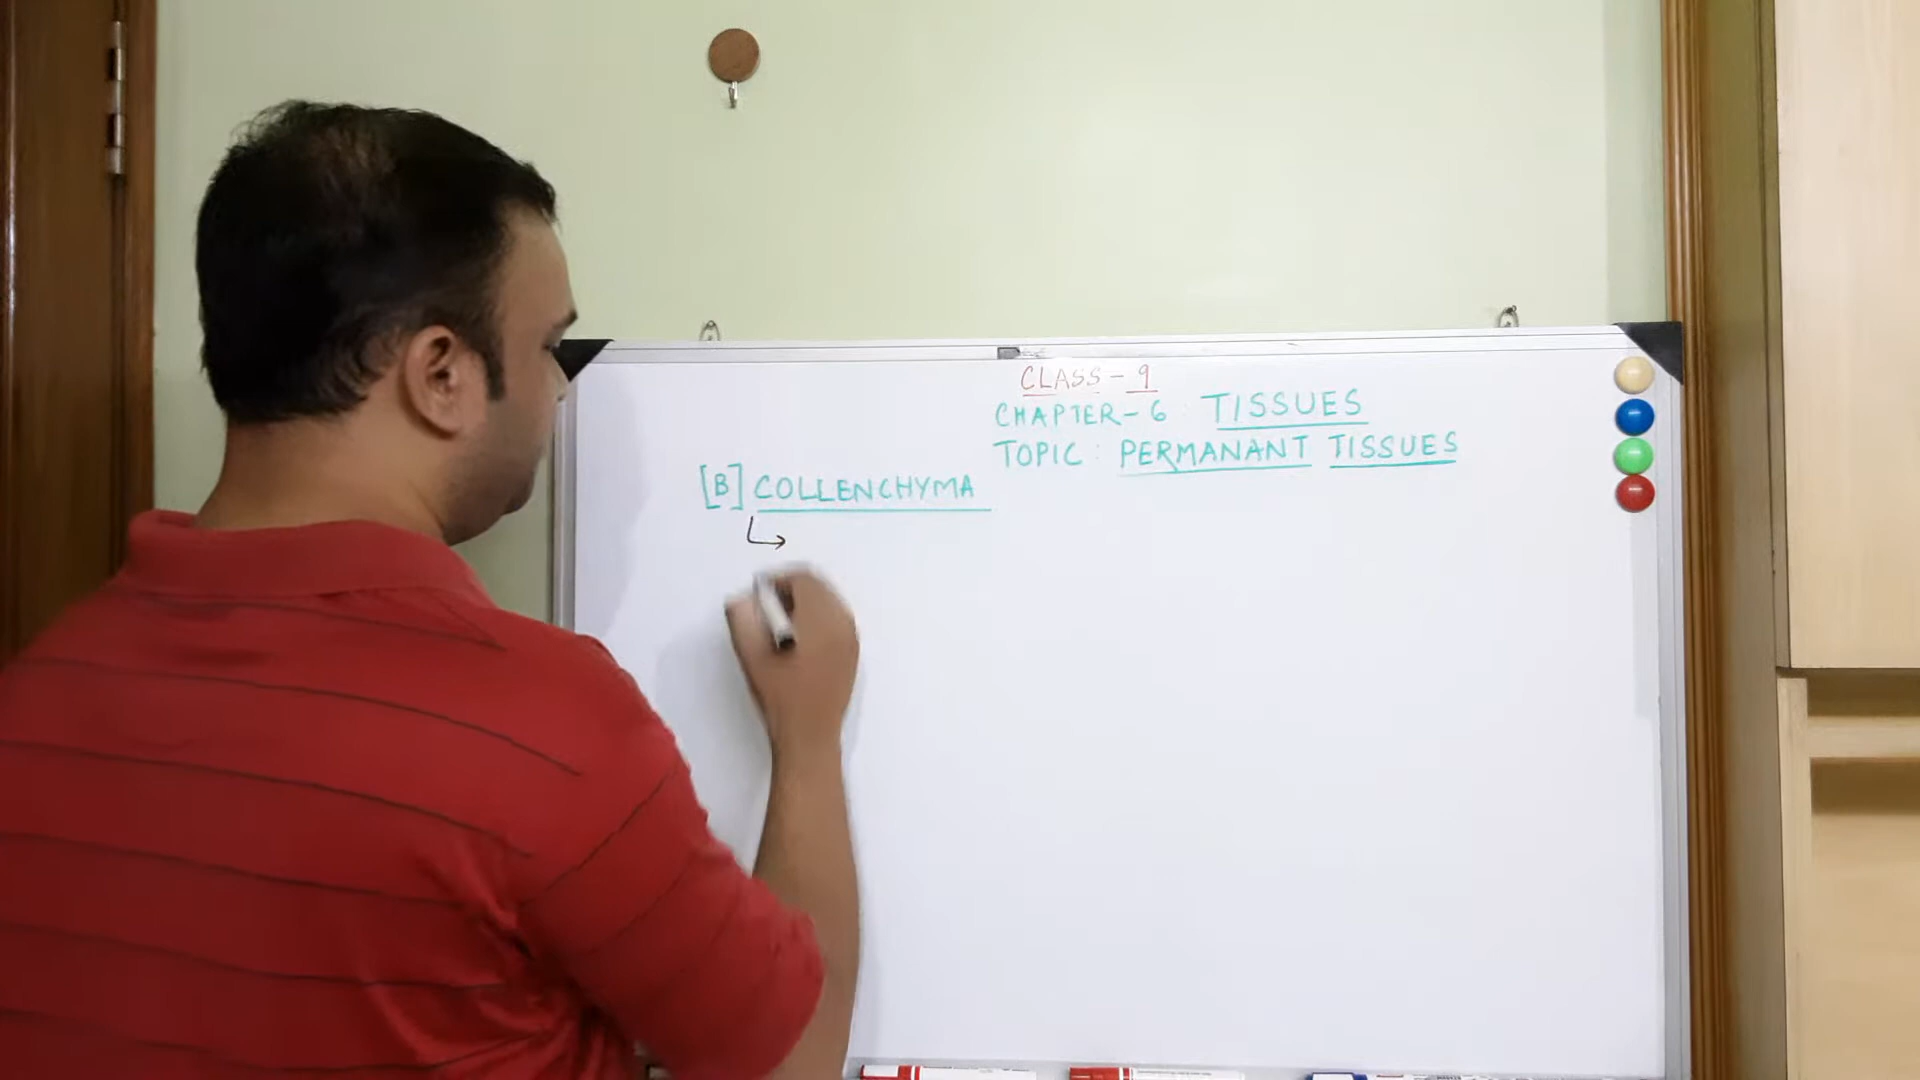 CLASS - 9
CHAPTER - 6 : TISSUES
TOPIC : PERMANANT TISSUES
[B] COLLENCHYMA